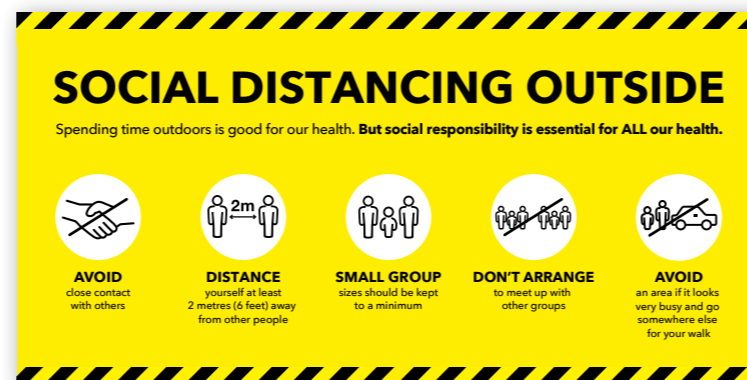 SOCIAL DISTANCING OUTSIDE
Spending time outdoors is good for our health. But social responsibility is essential for ALL our health.
AVOID
close contact
with others
2m
DISTANCE
yourself at least
2 metres (6 feet) away
from other people
SMALL GROUP
sizes should be kept
to a minimum
DON'T ARRANGE
to meet up with
other groups
AVOID
an area if it looks
very busy and go
somewhere else
for your walk